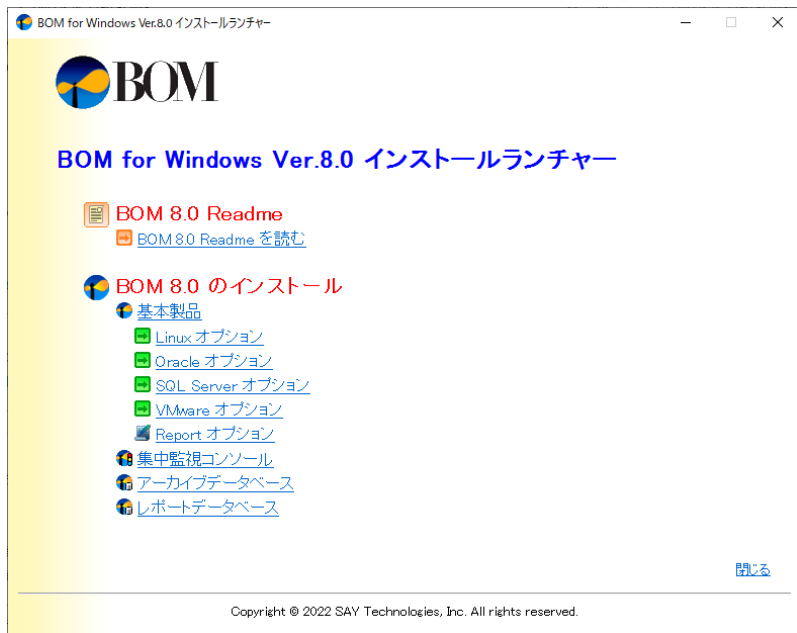 BOM for Windows Ver.8.0 インストールランチャー
BOM
BOM for Windows Ver.8.0 インストールランチャー
BOM 8.0 Readme
BOM 8.0 Readme を読む
BOM 8.0 のインストール
基本製品
Linux オプション
Oracle オプション
SQL Server オプション
VMware オプション
Report オプション
集中監視コンソール
アーカイブデータベース
レポートデータベース
閉じる
Copyright © 2022 SAY Technologies, Inc. All rights reserved.